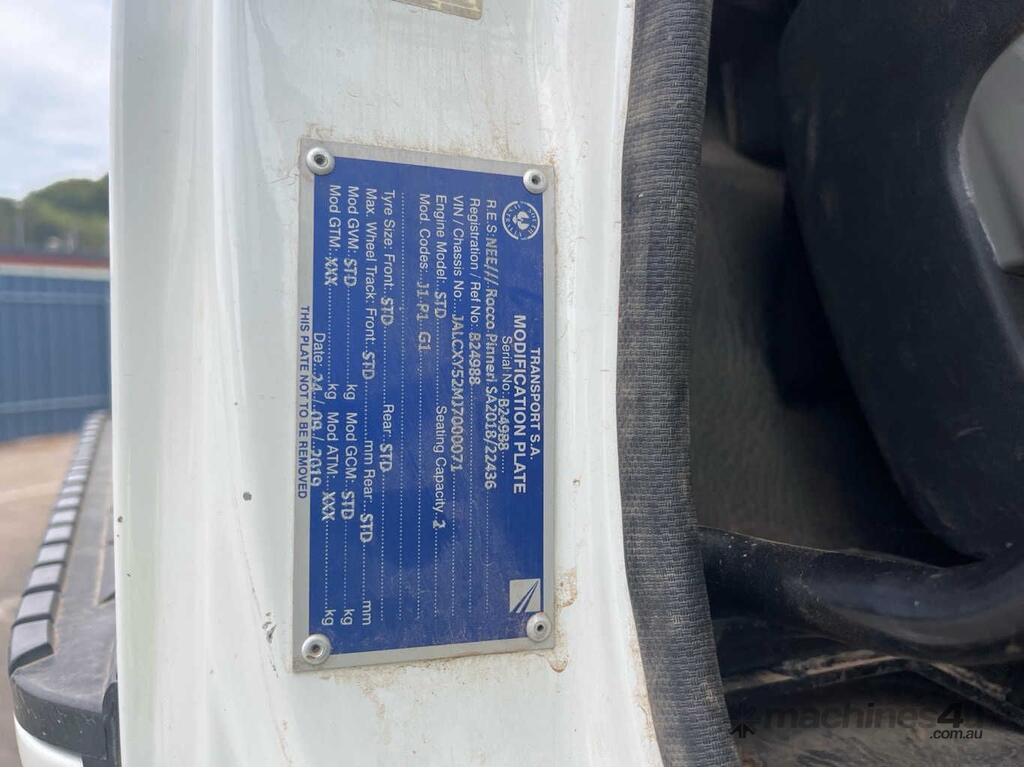 TRANSPORT S.A.
MODIFICATION PLATE
Serial No: B24988
R.E.S: NEE/// Rocco Pinneri SA2018/22436
Registration / Ref No: B24988
VIN / Chassis No: JALCXY52MJ7000071
Engine Model: STD Seating Capacity: 2
Mod. Codes: J1 P1 G1
Tyre Size: Front: STD Rear: STD
Max. Wheel Track: Front: STD mm Rear: STD mm
Mod GVM: STD kg Mod GCM: STD kg
Mod GTM: XXX kg Mod ATM: XXX kg
Date: 24 / 09 / 2019
THIS PLATE NOT TO BE REMOVED
machines4u
.com.au